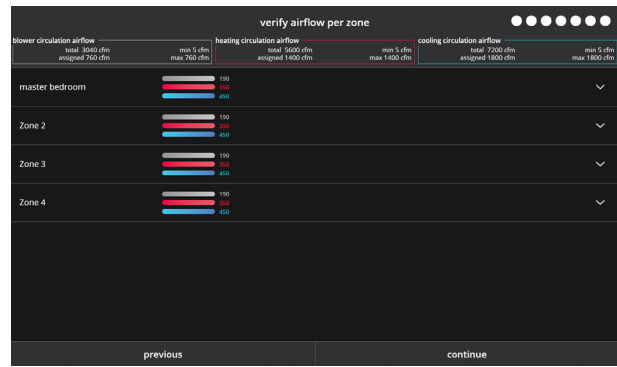 verify airflow per zone
blower circulation airflow
total 3040 cfm min 5 cfm
assigned 760 cfm max 760 cfm
heating circulation airflow
total 5600 cfm min 5 cfm
assigned 1400 cfm max 1400 cfm
cooling circulation airflow
total 7200 cfm min 5 cfm
assigned 1800 cfm max 1800 cfm
190
master bedroom 350
450
190
Zone 2 350
450
190
Zone 3 350
450
190
Zone 4 350
450
previous continue